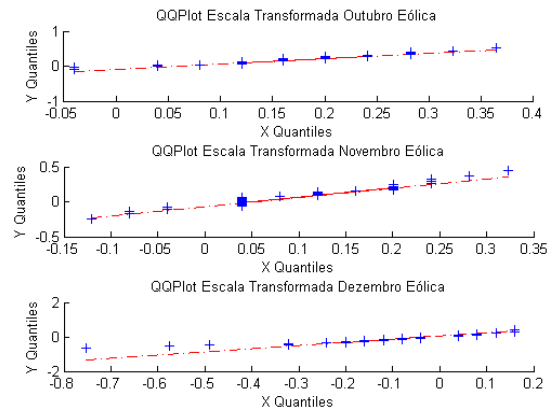 QQPlot Escala Transformada Outubro Eólica
1
0
-1
Y Quantiles
-0.05 0 0.05 0.1 0.15 0.2 0.25 0.3 0.35 0.4
X Quantiles
QQPlot Escala Transformada Novembro Eólica
0.5
0
-0.5
Y Quantiles
-0.15 -0.1 -0.05 0 0.05 0.1 0.15 0.2 0.25 0.3 0.35
X Quantiles
QQPlot Escala Transformada Dezembro Eólica
2
0
-2
Y Quantiles
-0.8 -0.7 -0.6 -0.5 -0.4 -0.3 -0.2 -0.1 0 0.1 0.2
X Quantiles